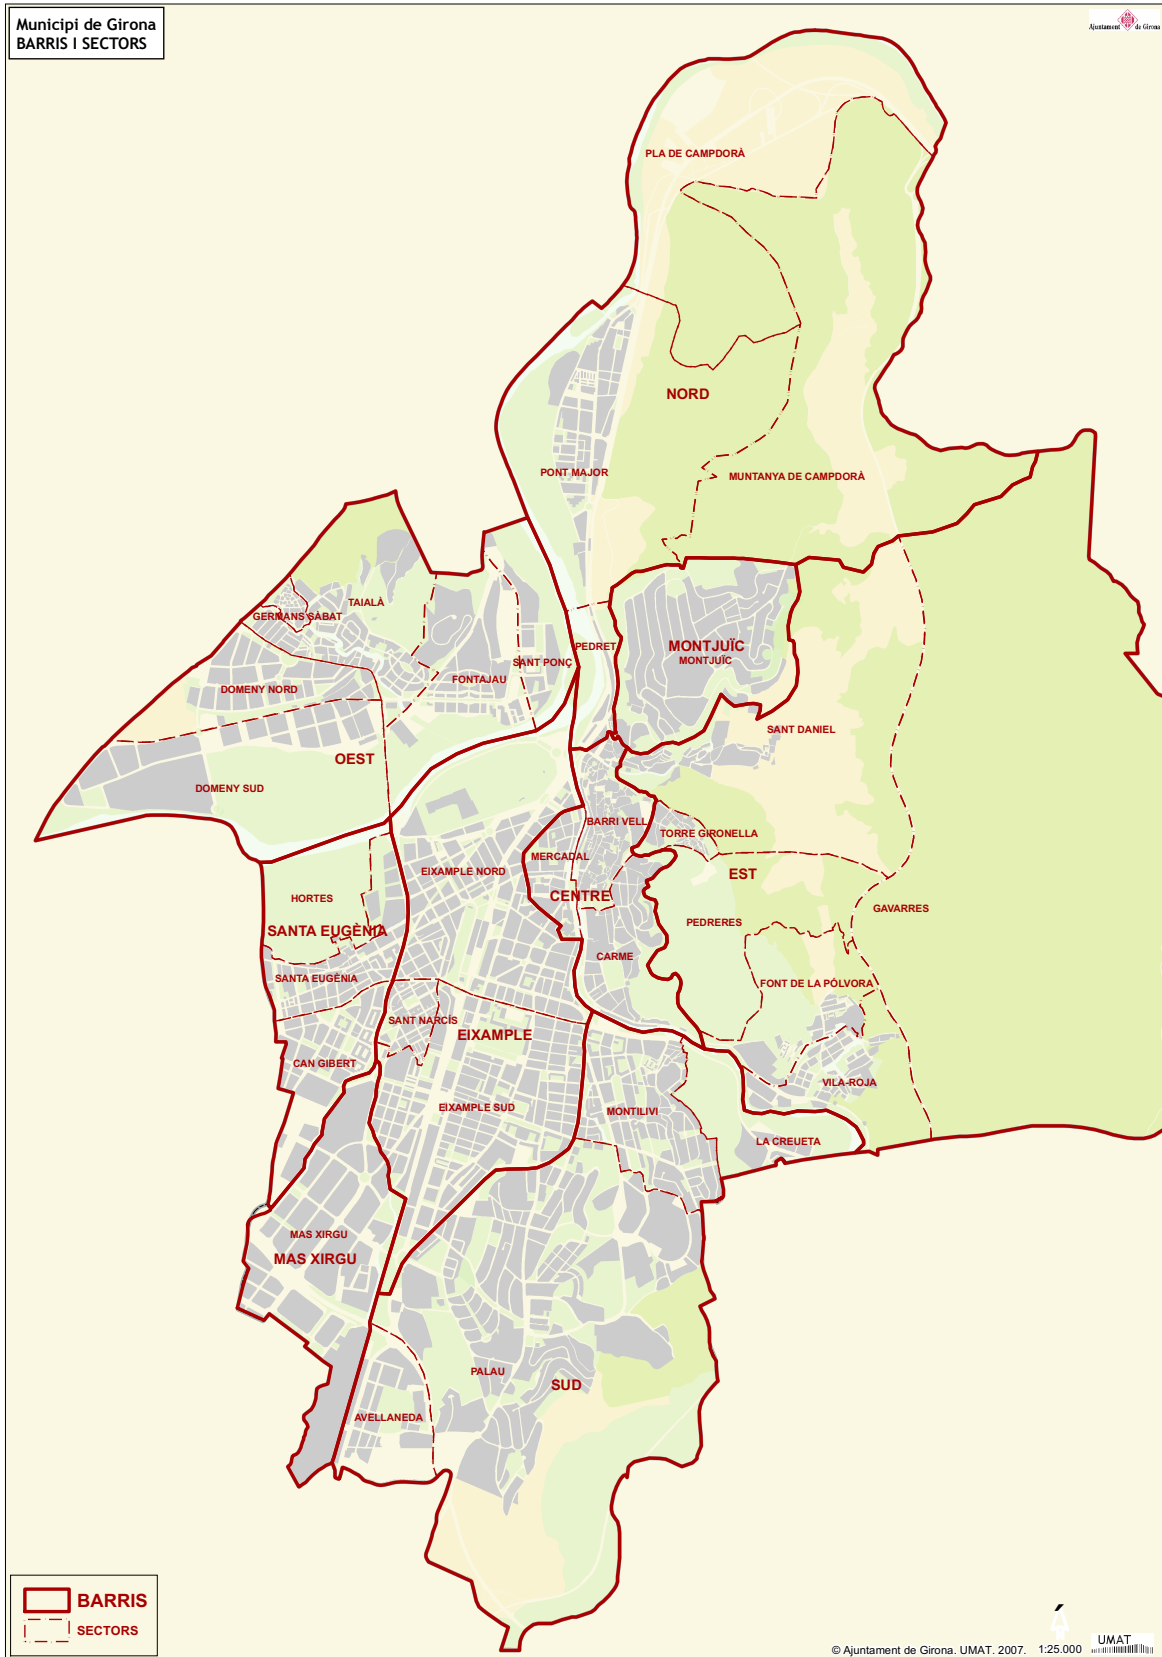 Municipi de Girona
BARRIS I SECTORS
Ajuntament de Girona
PLA DE CAMPDORÀ
NORD
PONT MAJOR
MUNTANYA DE CAMPDORÀ
TAIALÀ
GERMANS SÀBAT
PEDRET
MONTJUÏC
MONTJUÏC
SANT PONÇ
FONTAJAU
DOMENY NORD
SANT DANIEL
OEST
DOMENY SUD
BARRI VELL
TORRE GIRONELLA
MERCADAL
EIXAMPLE NORD
EST
CENTRE
HORTES
GAVARRES
PEDRERES
SANTA EUGÈNIA
CARME
SANTA EUGÈNIA
FONT DE LA PÓLVORA
SANT NARCÍS
EIXAMPLE
CAN GIBERT
VILA-ROJA
EIXAMPLE SUD
MONTILIVI
LA CREUETA
MAS XIRGU
MAS XIRGU
PALAU
SUD
AVELLANEDA
BARRIS
SECTORS
© Ajuntament de Girona. UMAT. 2007.
1:25.000
UMAT